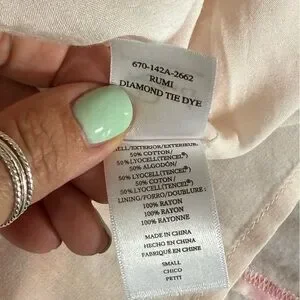 670-142A-2662
RUMI
DIAMOND TIE DYE
SHELL/EXTERIOR/EXTERIEUR:
50% COTTON/
50% LYOCELL(TENCEL®)
50% ALGODÓN/
50% LYOCELL(TENCEL®)
50% COTON/
50% LYOCELL(TENCEL®)
LINING/FORRO/DOUBLURE:
100% RAYON
100% RAYON
100% RAYONNE
MADE IN CHINA
HECHO EN CHINA
FABRIQUÉ EN CHINE
SMALL
CHICO
PETIT